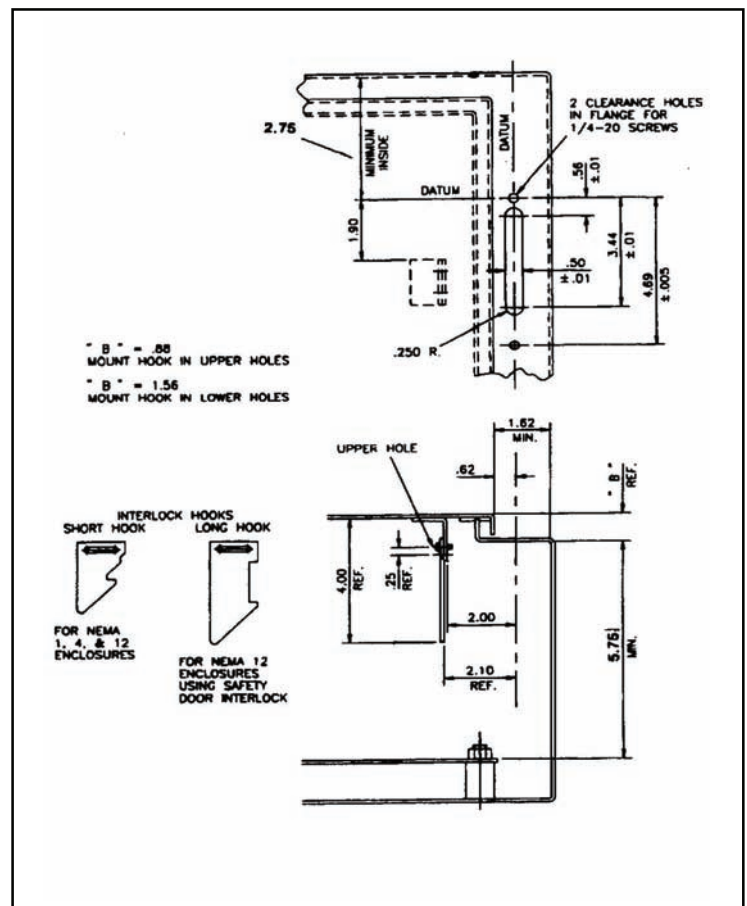 2 CLEARANCE HOLES
IN FLANGE FOR
1/4-20 SCREWS
2.75
MINIMUM
INSIDE
DATUM
DATUM
.56
±.01
1.90
.50
±.01
3.44
±.01
4.69
±.005
.250 R.
" B " = .88
MOUNT HOOK IN UPPER HOLES
" B " = 1.56
MOUNT HOOK IN LOWER HOLES
1.62
MIN.
UPPER HOLE
.62
" B "
REF.
INTERLOCK HOOKS
SHORT HOOK
LONG HOOK
4.00
REF.
.25
REF.
2.00
2.10
REF.
MIN.
FOR NEMA
1, 4, & 12
ENCLOSURES
FOR NEMA 12
ENCLOSURES
USING SAFETY
DOOR INTERLOCK